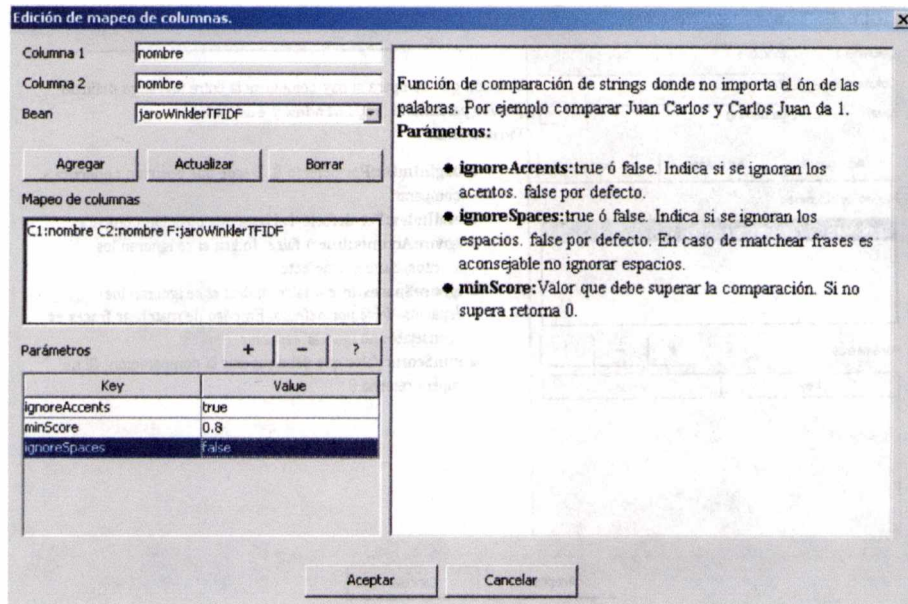 Edición de mapeo de columnas.
Columna 1 nombre
Columna 2 nombre
Bean jaroWinklerTFIDF
Agregar Actualizar Borrar
Mapeo de columnas
C1:nombre C2:nombre F:jaroWinklerTFIDF
Parámetros + − ?
Key Value
ignoreAccents true
minScore 0.8
ignoreSpaces false
Función de comparación de strings donde no importa el ón de las
palabras. Por ejemplo comparar Juan Carlos y Carlos Juan da 1.
Parámetros:
ignoreAccents:true ó false. Indica si se ignoran los
acentos. false por defecto.
ignoreSpaces:true ó false. Indica si se ignoran los
espacios. false por defecto. En caso de matchear frases es
aconsejable no ignorar espacios.
minScore:Valor que debe superar la comparación. Si no
supera retorna 0.
Aceptar Cancelar